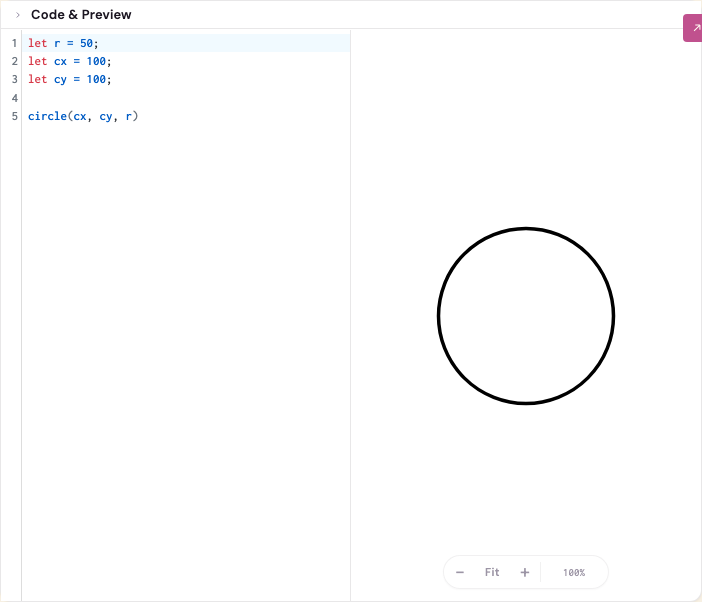 Code & Preview
1 let r = 50;
2 let cx = 100;
3 let cy = 100;
4
5 circle(cx, cy, r)
− Fit + 100%